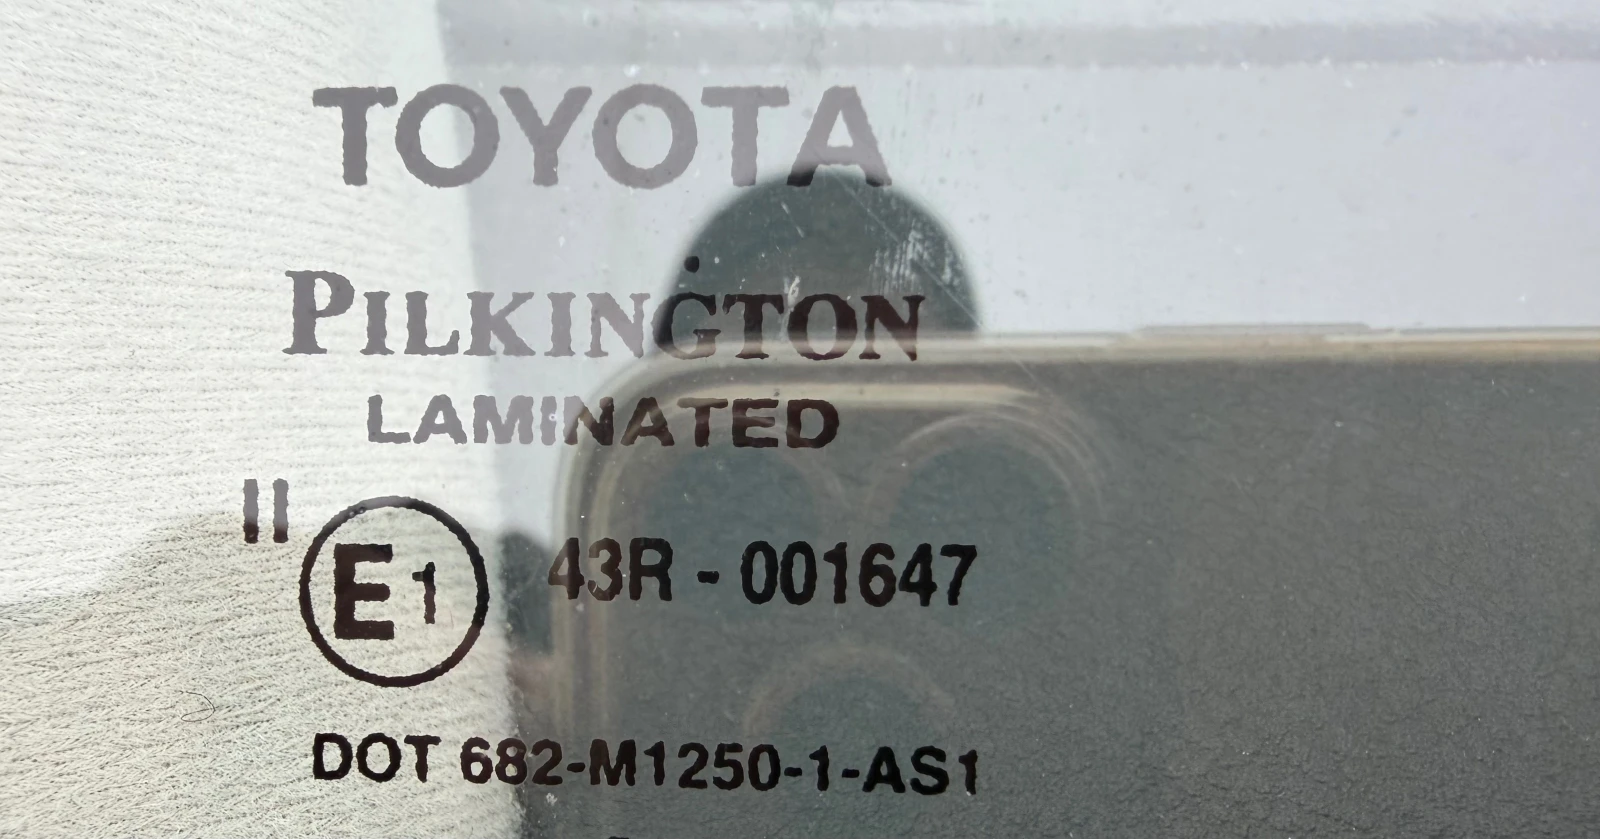 TOYOTA
PILKINGTON
LAMINATED
II E1 43R - 001647
DOT 682-M1250-1-AS1